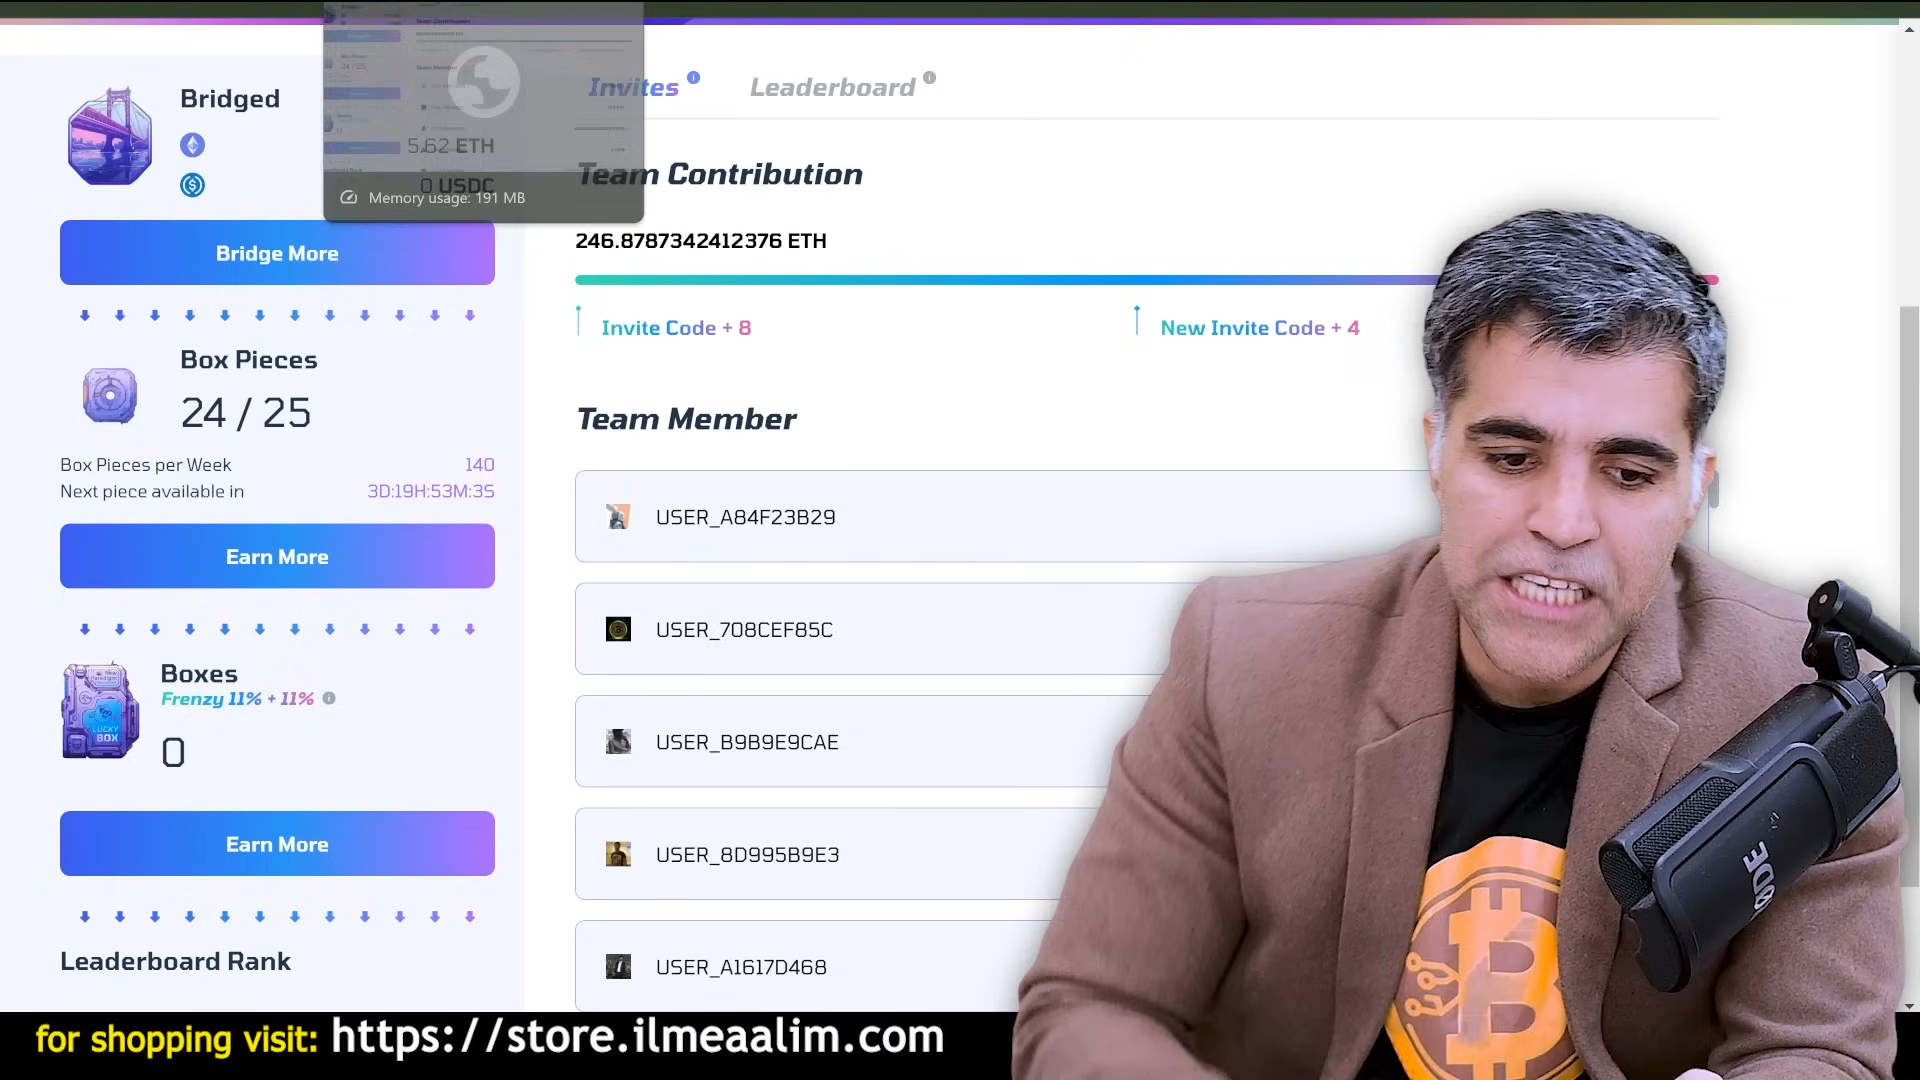 Bridged
5.62 ETH
0 USDC
Memory usage: 191 MB
Bridge More
Box Pieces
24 / 25
Box Pieces per Week 140
Next piece available in 3D:19H:53M:3S
Earn More
Boxes
Frenzy 11% + 11%
LUCKY
BOX
0
Earn More
Leaderboard Rank
Invites
Leaderboard
Team Contribution
246.8787342412376 ETH
Invite Code + 8
New Invite Code + 4
Team Member
USER_A84F23B29
USER_708CEF85C
USER_B9B9E9CAE
USER_8D995B9E3
USER_A1617D468
for shopping visit: https://store.ilmeaalim.com